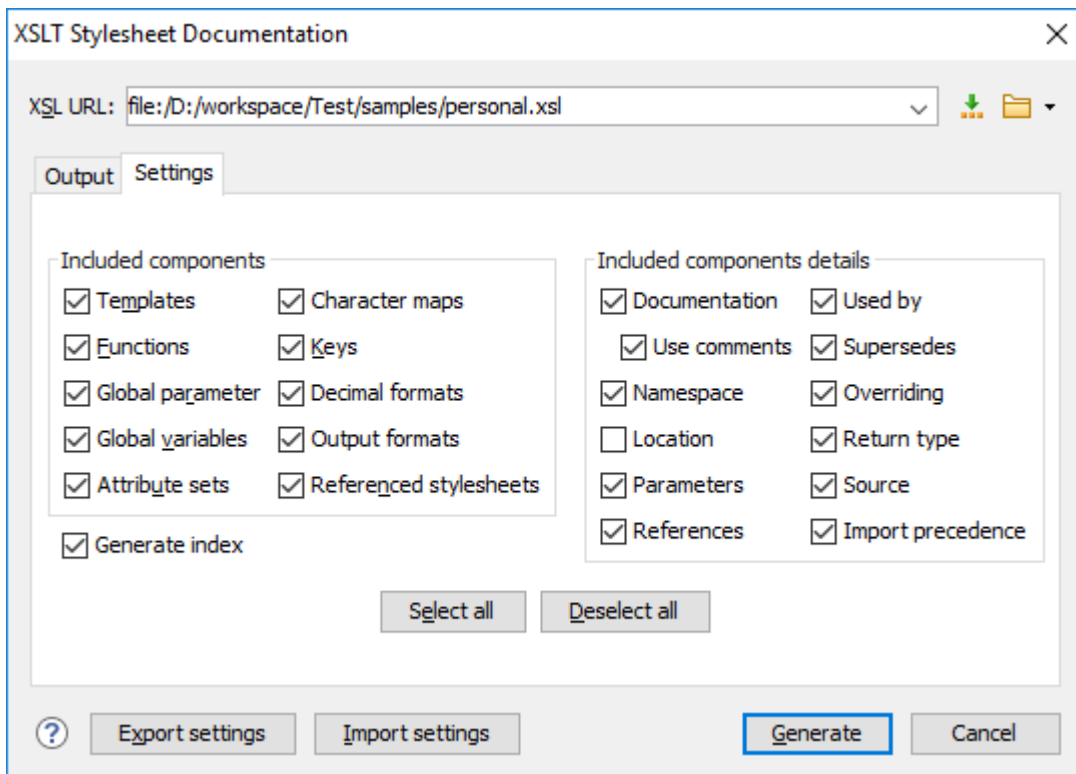 XSLT Stylesheet Documentation
XSL URL: file:/D:/workspace/Test/samples/personal.xsl
Output Settings
Included components
Templates Character maps
Functions Keys
Global parameter Decimal formats
Global variables Output formats
Attribute sets Referenced stylesheets
Generate index
Included components details
Documentation Used by
Use comments Supersedes
Namespace Overriding
Location Return type
Parameters Source
References Import precedence
Select all Deselect all
? Export settings Import settings Generate Cancel